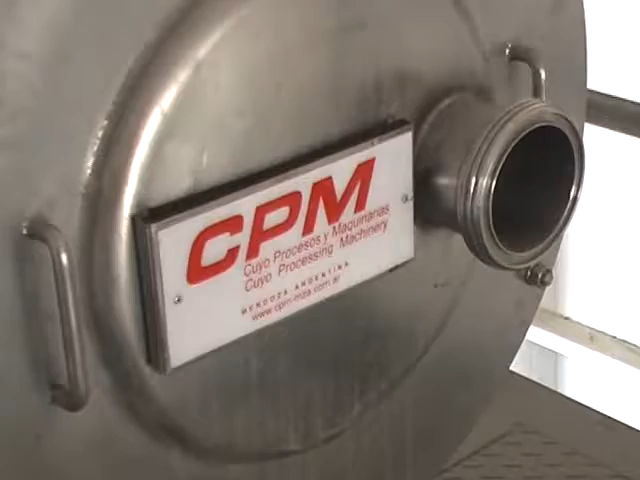 CPM
Cuyo Procesos y Maquinarias
Cuyo Processing Machinery
MENDOZA ARGENTINA
www.cpm-mza.com.ar